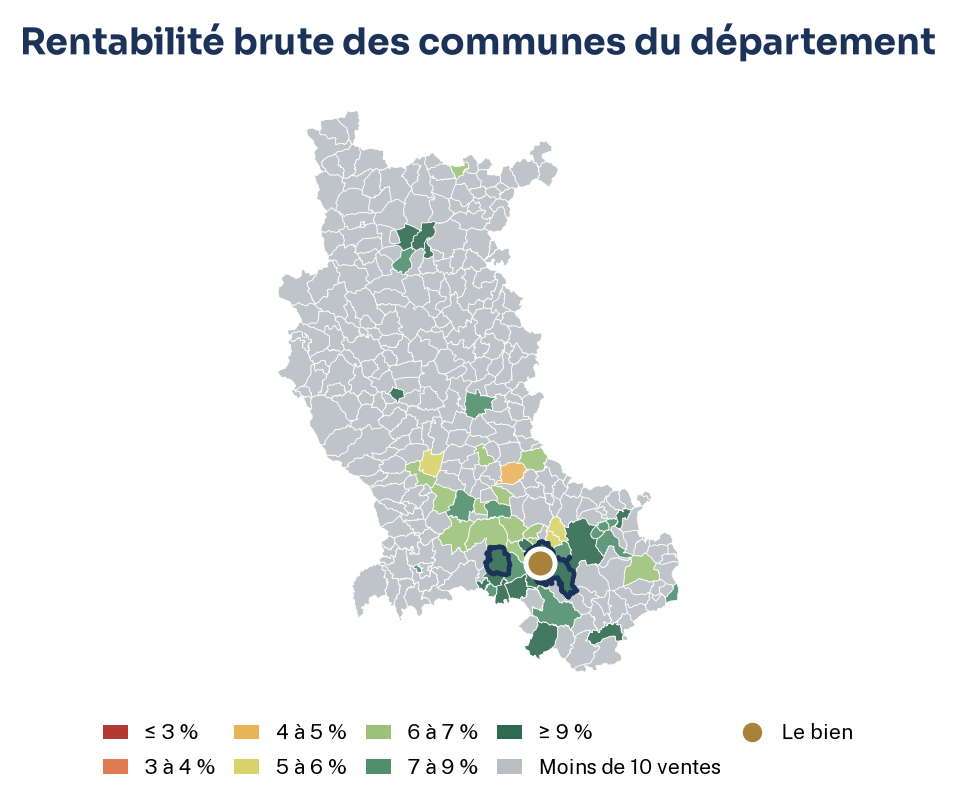 Rentabilité brute des communes du département
≤ 3 % 4 à 5 % 6 à 7 % ≥ 9 % Le bien
3 à 4 % 5 à 6 % 7 à 9 % Moins de 10 ventes